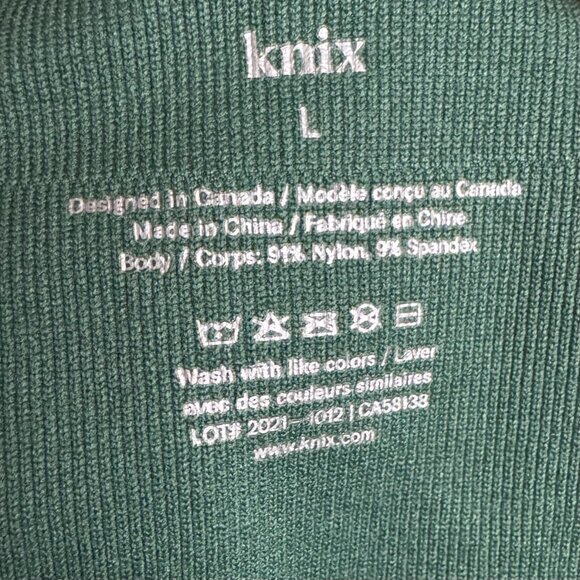 knix
L
Designed in Canada / Modèle conçu au Canada
Made in China / Fabriqué en Chine
Body / Corps: 91% Nylon, 9% Spandex
Wash with like colors / Laver
avec des couleurs similaires
LOT# 2021-1012 | CA53138
www.knix.com